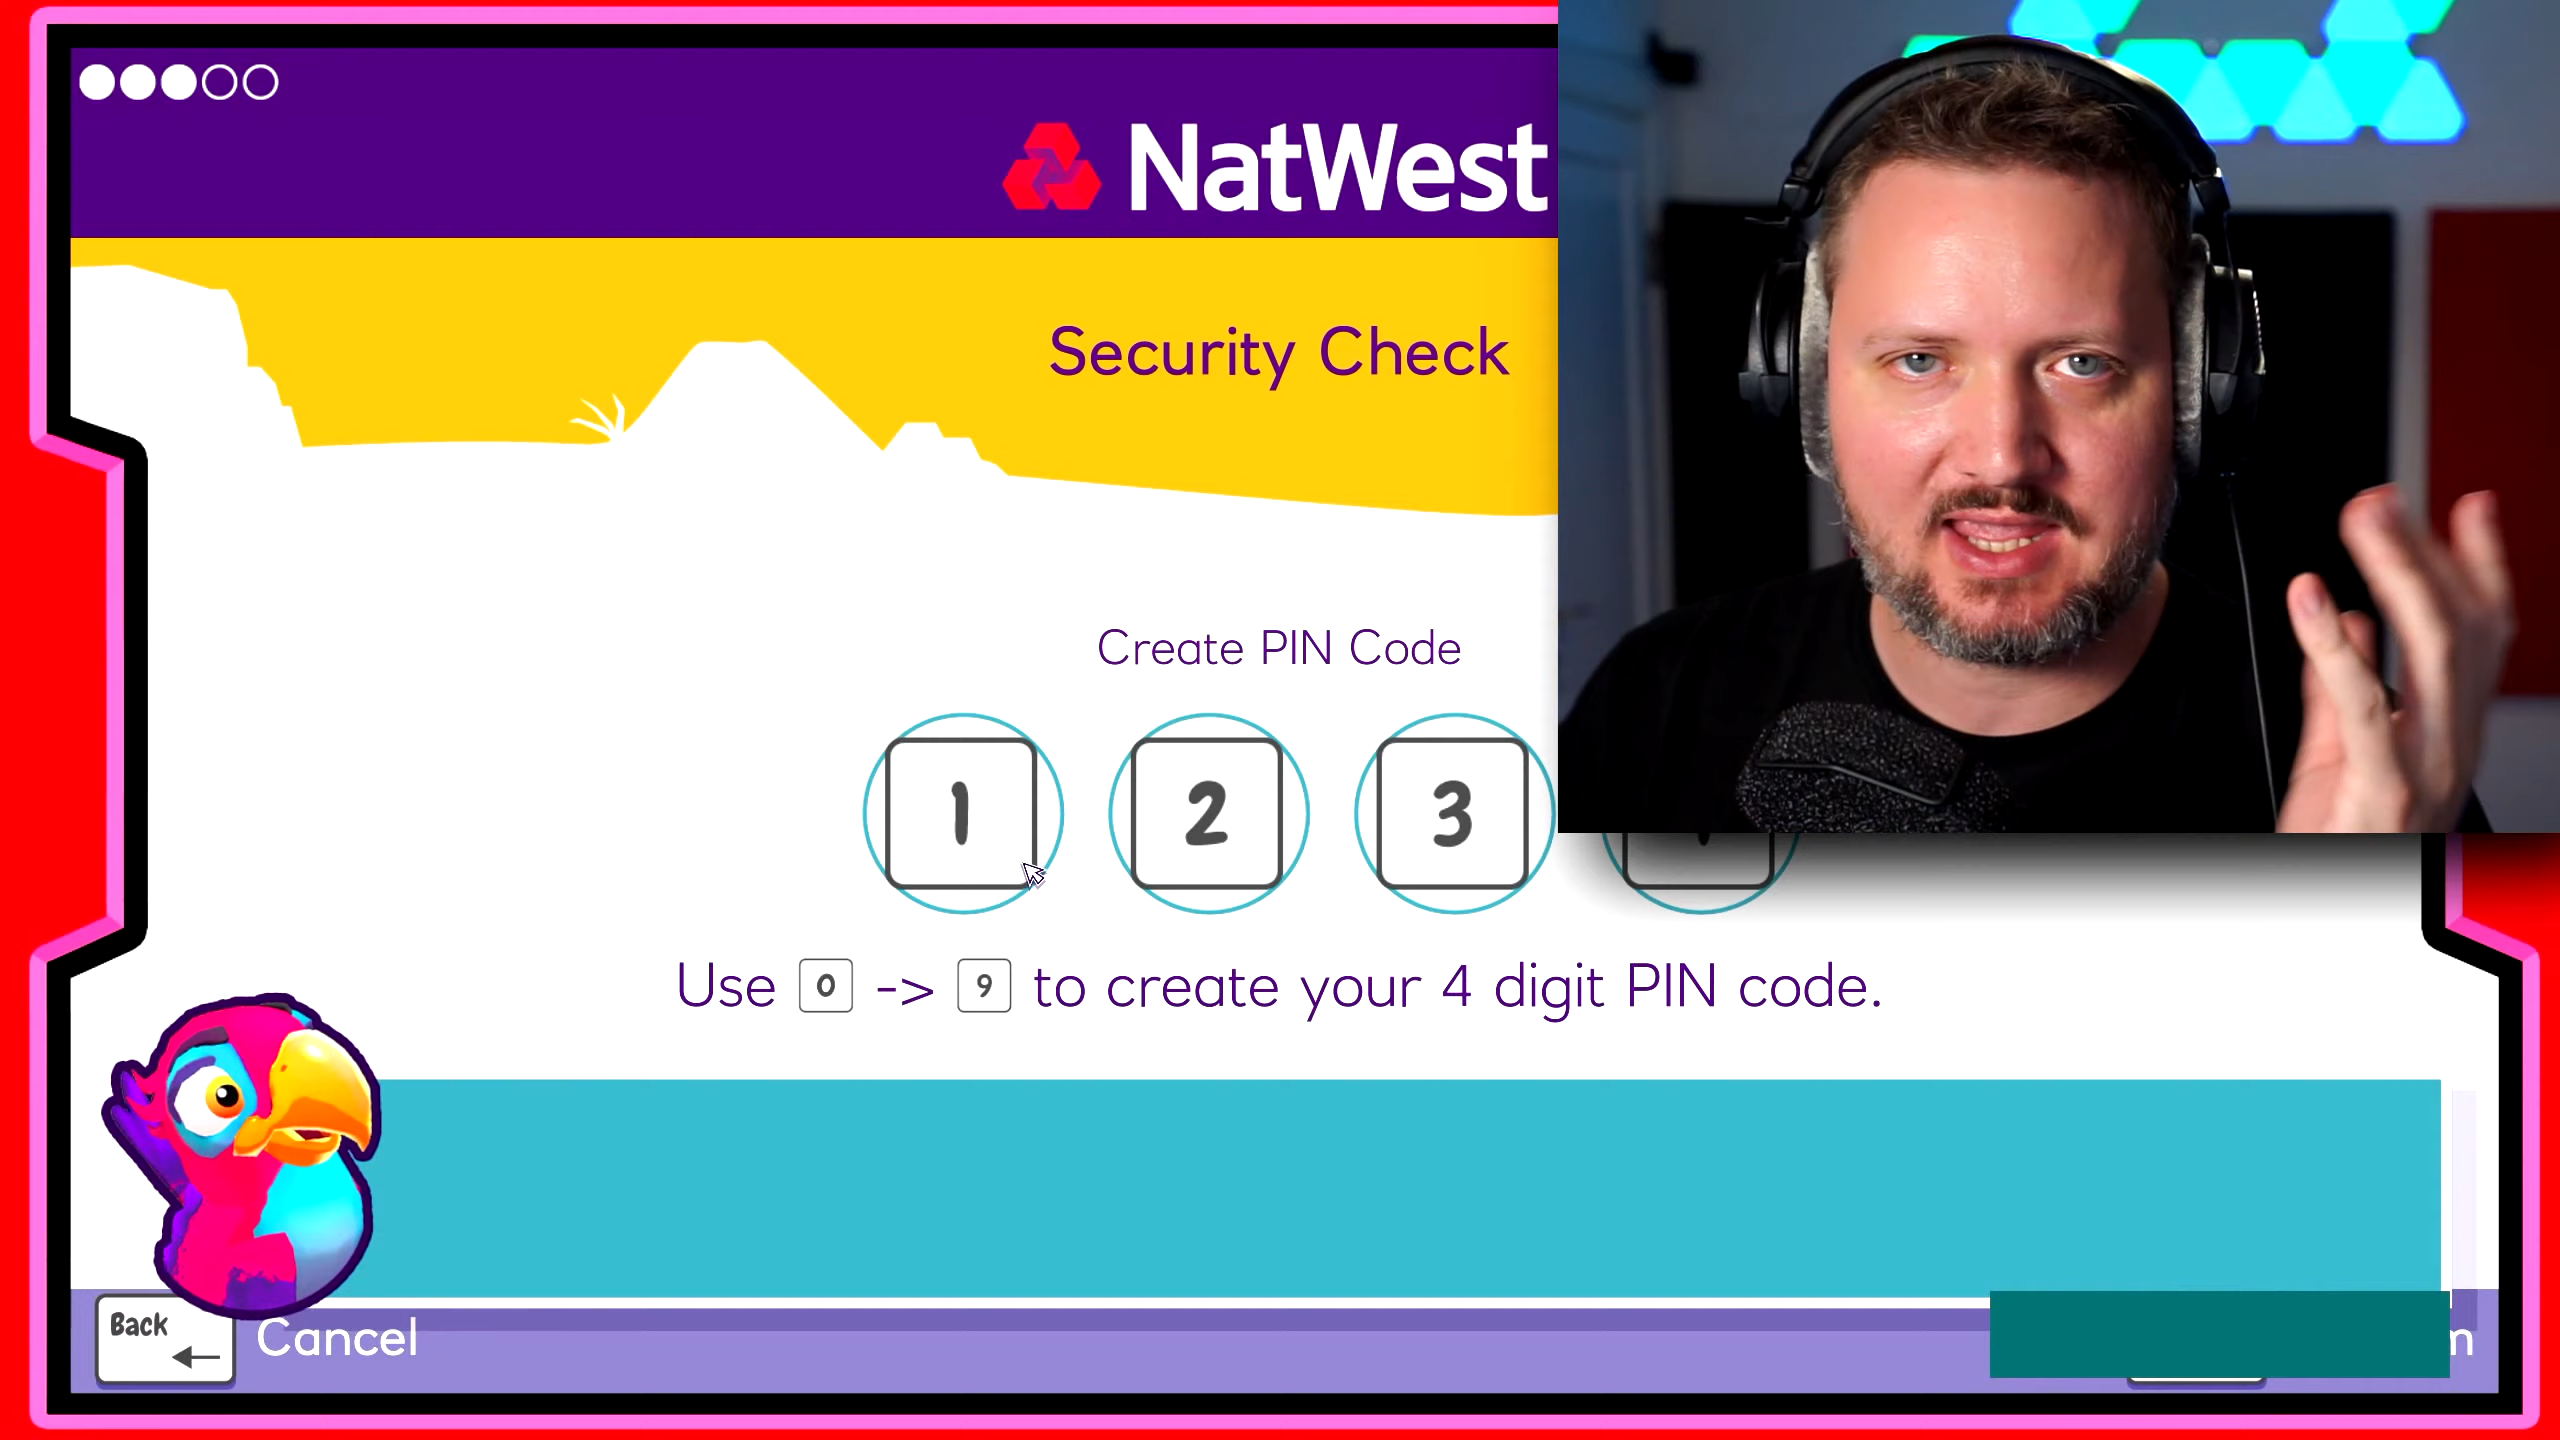 NatWest
Security Check
Create PIN Code
1 2 3
Use 0 -> 9 to create your 4 digit PIN code.
Back Cancel